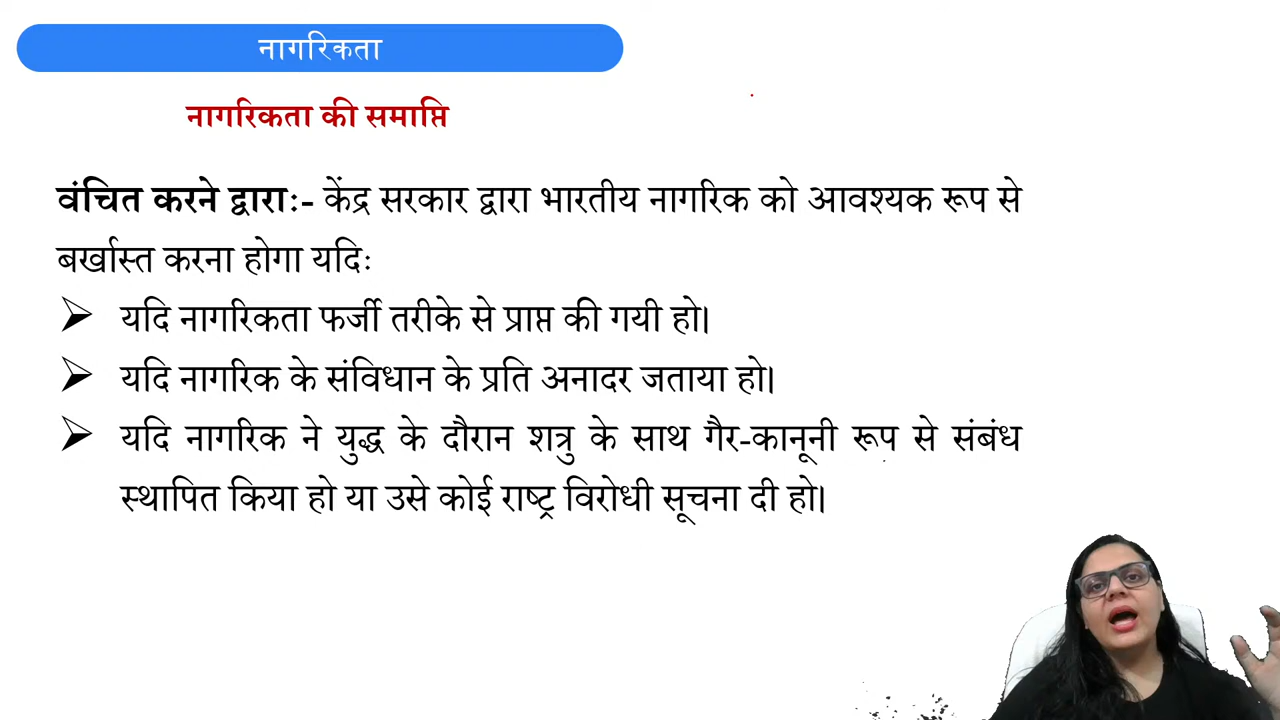 नागरिकता
नागरिकता की समाप्ति
वंचित करने द्वाराः- केंद्र सरकार द्वारा भारतीय नागरिक को आवश्यक रूप से
बर्खास्त करना होगा यदिः
➢ यदि नागरिकता फर्जी तरीके से प्राप्त की गयी हो।
➢ यदि नागरिक के संविधान के प्रति अनादर जताया हो।
➢ यदि नागरिक ने युद्ध के दौरान शत्रु के साथ गैर-कानूनी रूप से संबंध
स्थापित किया हो या उसे कोई राष्ट्र विरोधी सूचना दी हो।